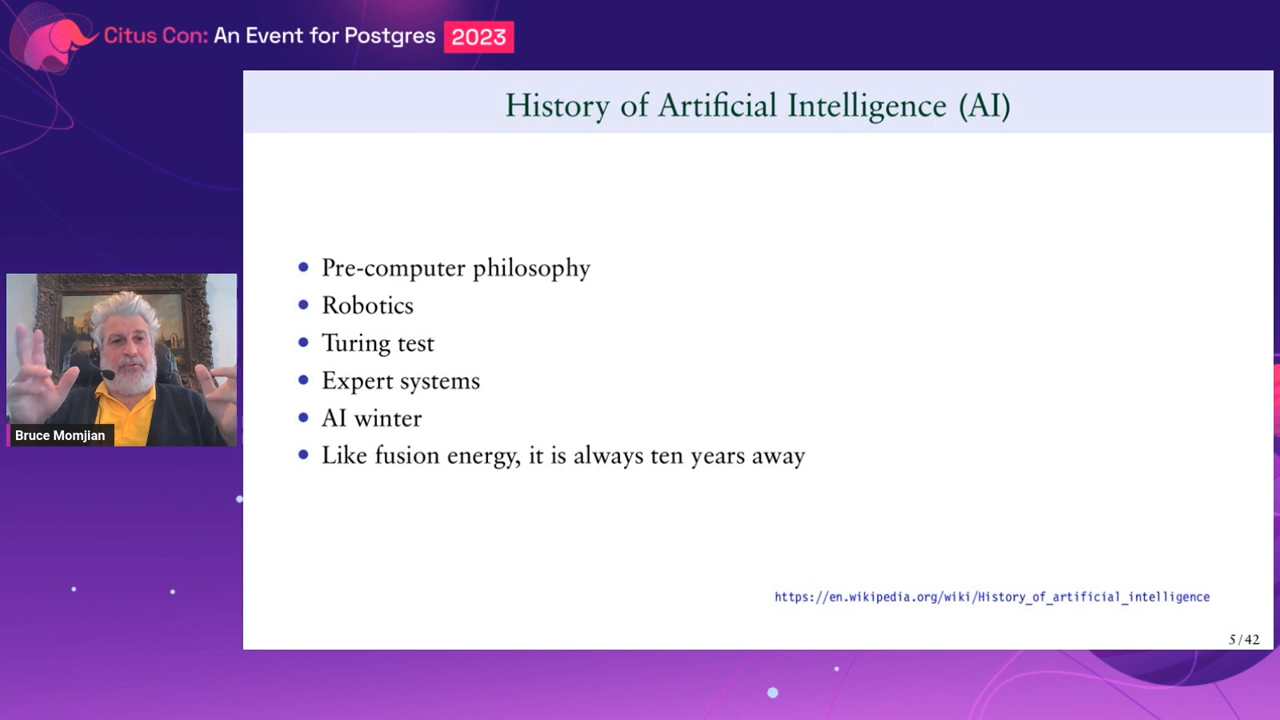 Citus Con: An Event for Postgres 2023
History of Artificial Intelligence (AI)
• Pre-computer philosophy
• Robotics
• Turing test
• Expert systems
• AI winter
• Like fusion energy, it is always ten years away
Bruce Momjian
https://en.wikipedia.org/wiki/History_of_artificial_intelligence
5/42